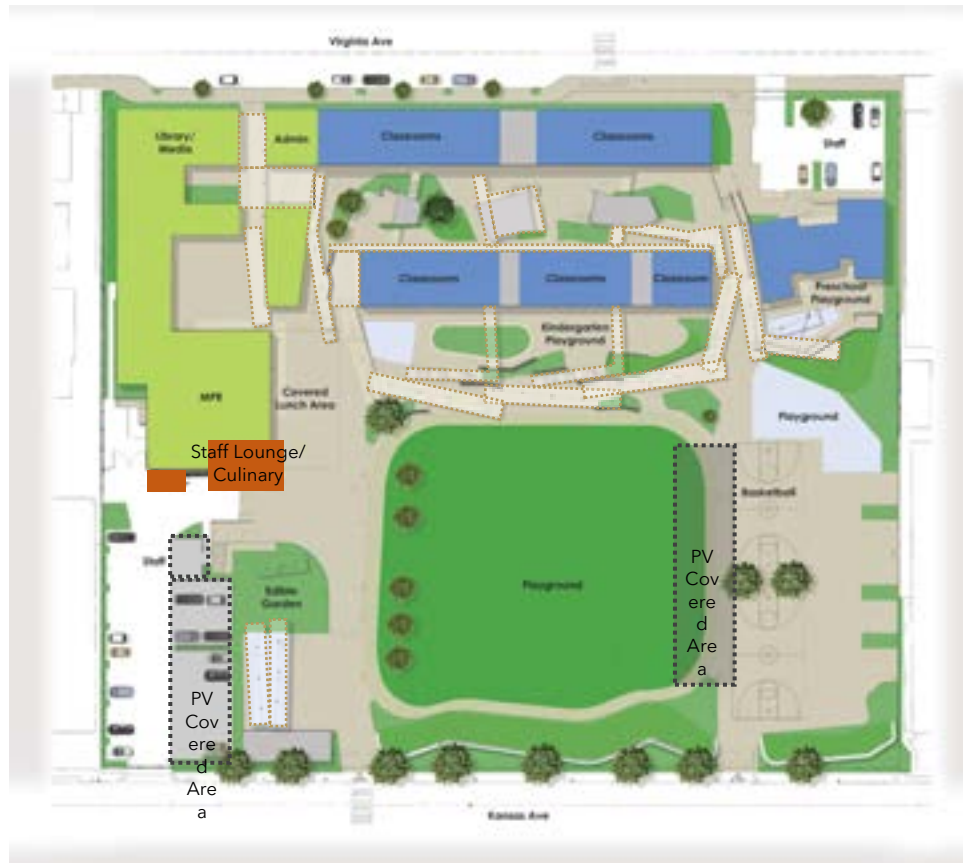 Virginia Ave
Library/
Media
Admin
Classrooms
Classrooms
Staff
Classrooms
Classrooms
Classroom
Preschool
Playground
Kindergarten
Playground
MPR
Covered
Lunch Area
Playground
Staff Lounge/
Culinary
Basketball
Staff
Edible
Garden
Playground
PV
Cov
ere
d
Are
a
PV
Cov
ere
d
Are
a
Kansas Ave